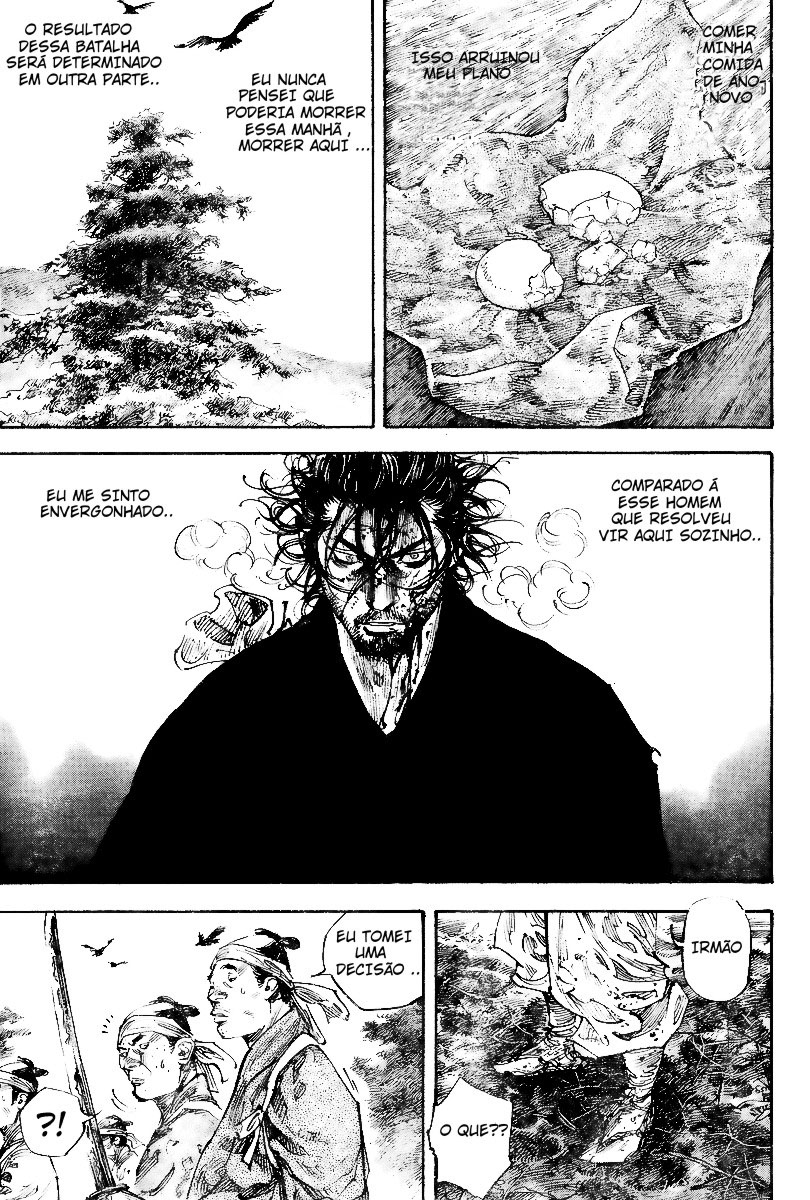 COMER
MINHA
COMIDA
DE ANO-
NOVO
ISSO ARRUINOU
MEU PLANO
EU NUNCA
PENSEI QUE
PODERIA MORRER
ESSA MANHÃ ,
MORRER AQUI ...
O RESULTADO
DESSA BATALHA
SERÁ DETERMINADO
EM OUTRA PARTE..
COMPARADO Á
ESSE HOMEM
QUE RESOLVEU
VIR AQUI SOZINHO..
EU ME SINTO
ENVERGONHADO..
IRMÃO
O QUE??
EU TOMEI
UMA
DECISÃO ..
?!